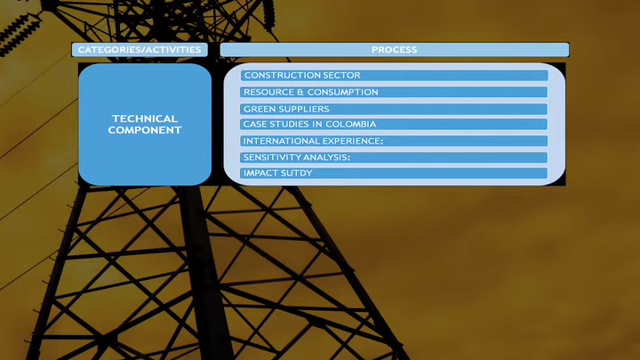 CATEGORIES/ACTIVITIES
PROCESS
TECHNICAL
COMPONENT
CONSTRUCTION SECTOR
RESOURCE & CONSUMPTION
GREEN SUPPLIERS
CASE STUDIES IN COLOMBIA
INTERNATIONAL EXPERIENCE:
SENSITIVITY ANALYSIS:
IMPACT SUTDY